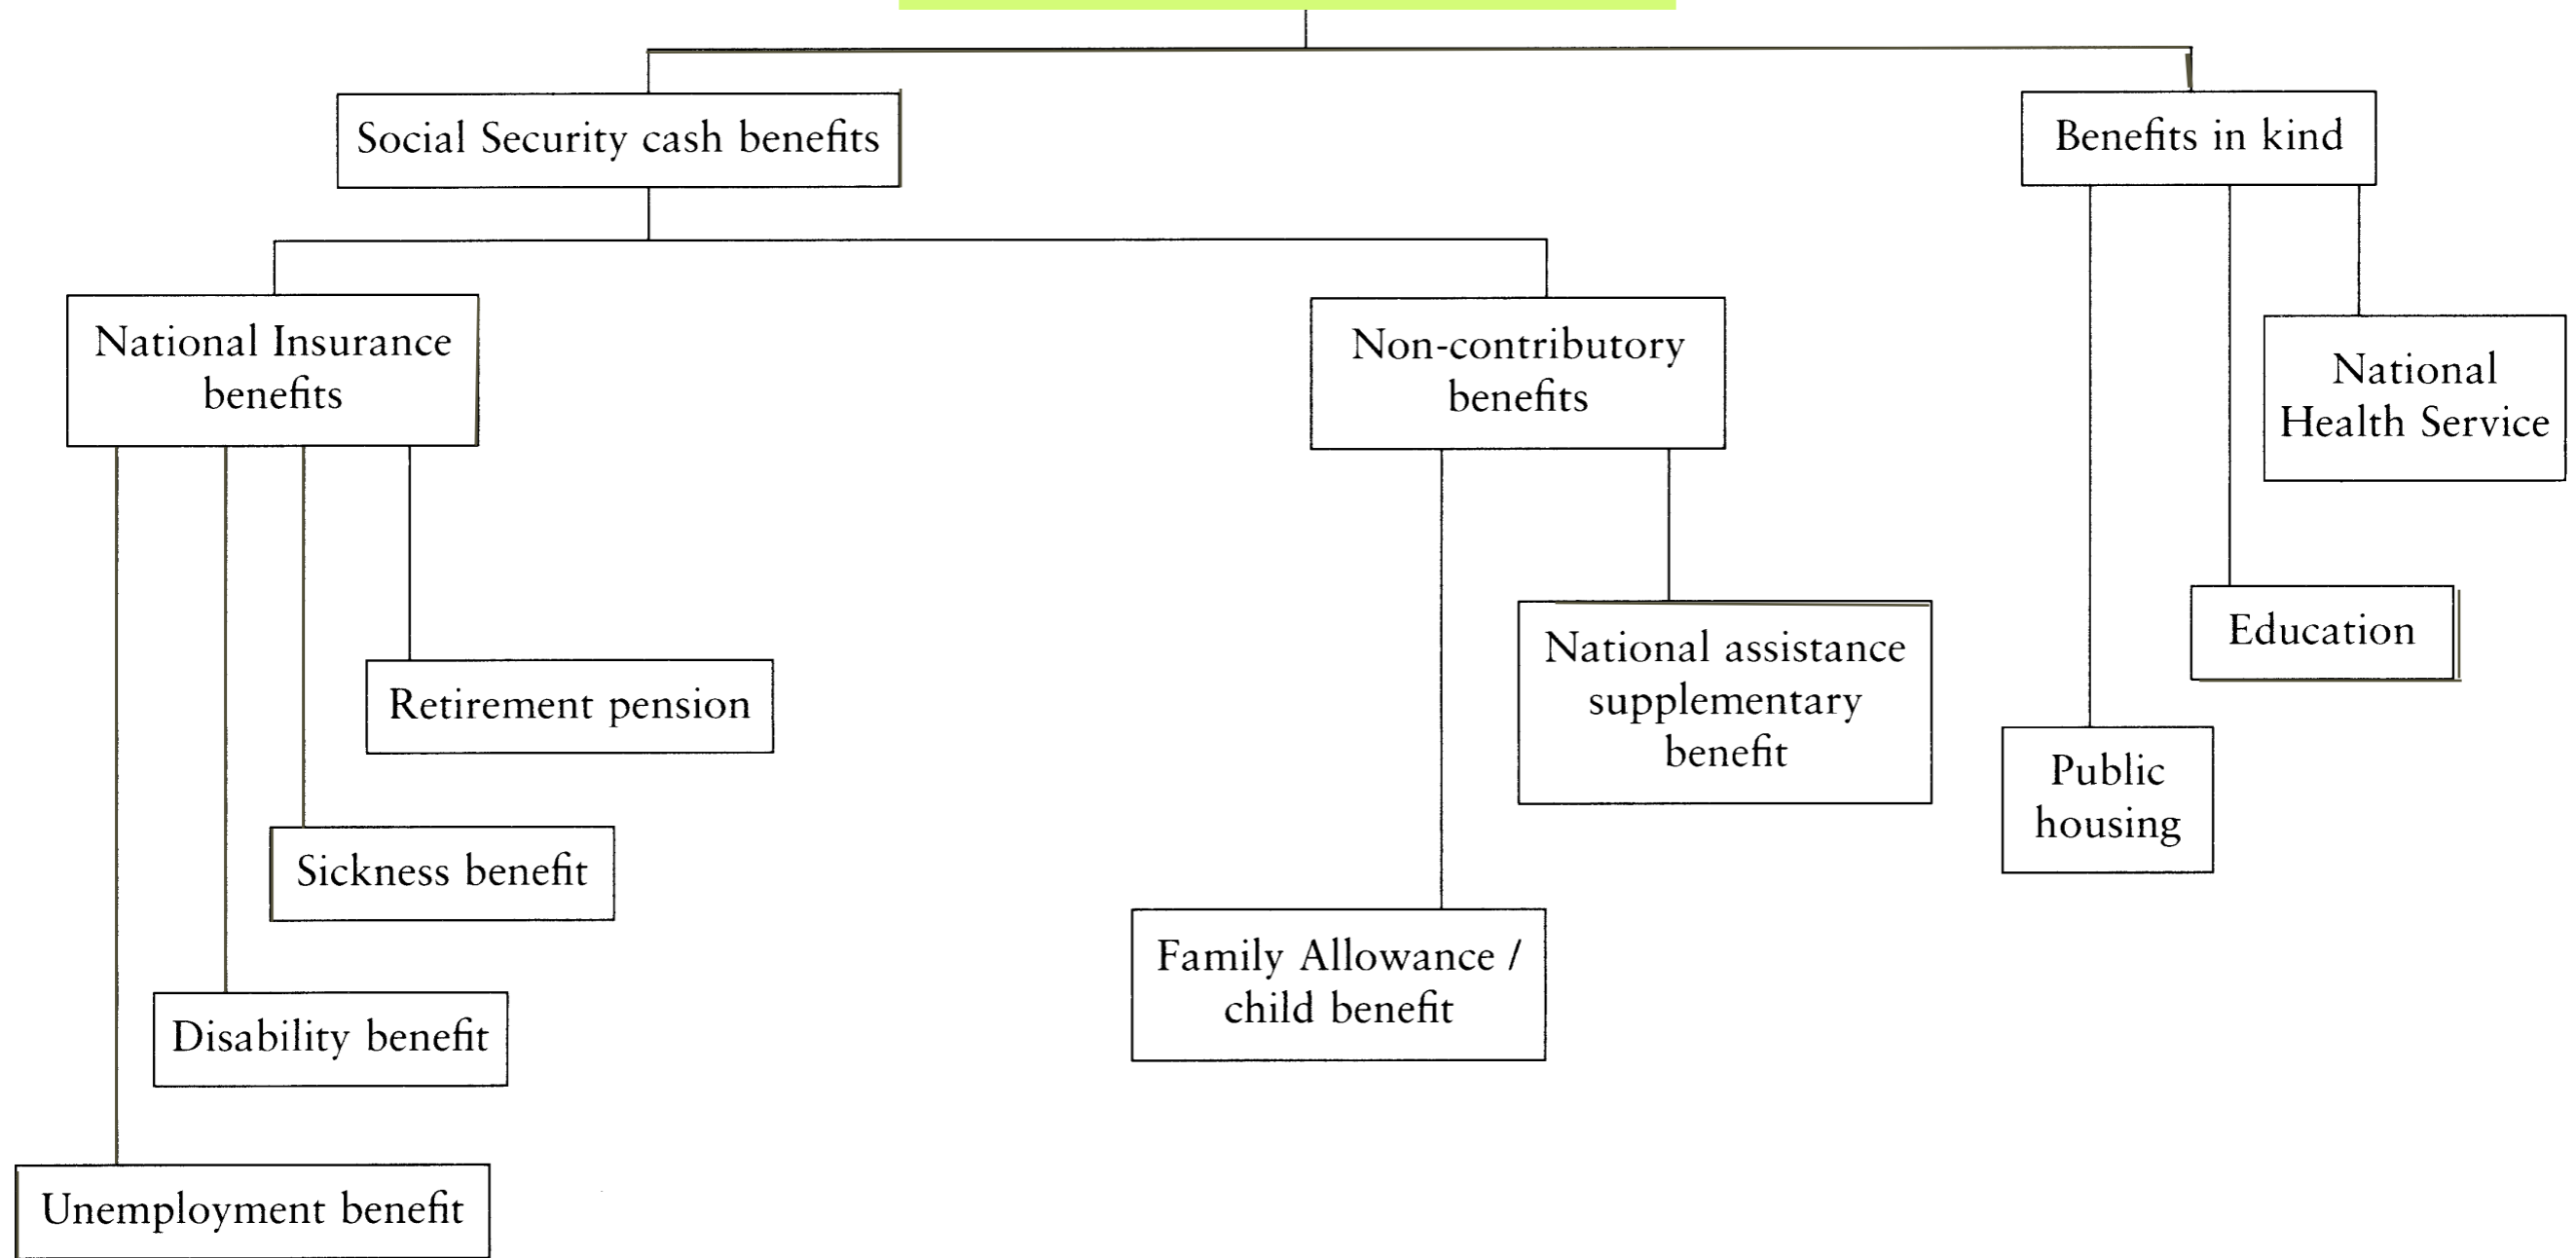 Social Security cash benefits
Benefits in kind
National Insurance
benefits
Non-contributory
benefits
National
Health Service
Retirement pension
National assistance
supplementary
benefit
Education
Public
housing
Sickness benefit
Family Allowance /
child benefit
Disability benefit
Unemployment benefit